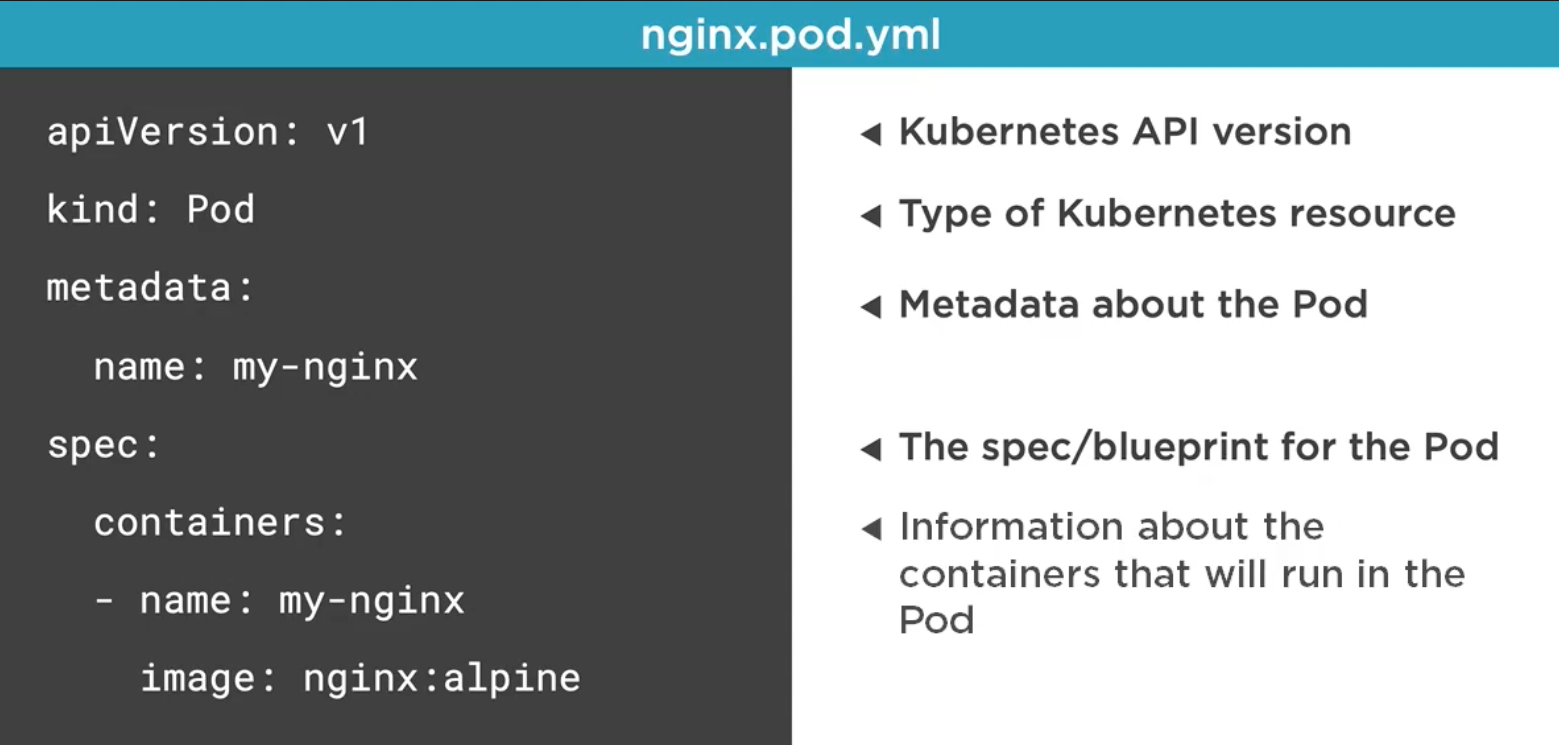 nginx.pod.yml
apiVersion: v1
kind: Pod
metadata:
  name: my-nginx
spec:
  containers:
  - name: my-nginx
    image: nginx:alpine
Kubernetes API version
Type of Kubernetes resource
Metadata about the Pod
The spec/blueprint for the Pod
Information about the
containers that will run in the
Pod